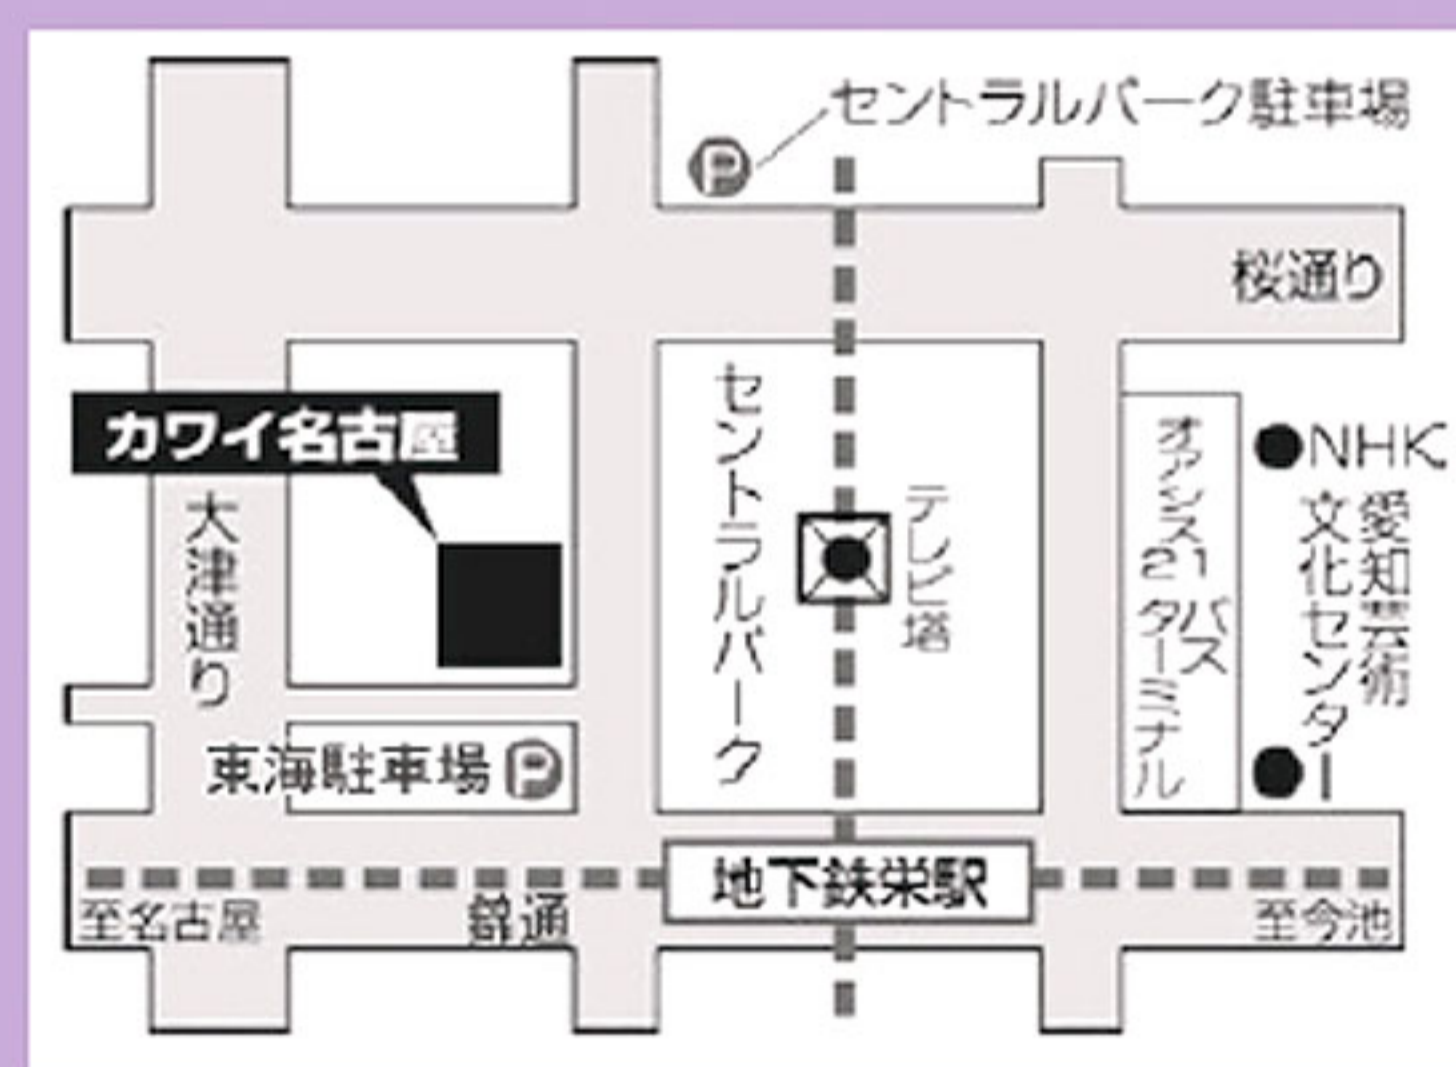 セントラルパーク駐車場
P
桜通り
カワイ名古屋
大津通り
セントラルパーク
テレビ塔
オアシス21
バス
ターミナル
NHK
愛知芸術
文化センター
東海駐車場
P
地下鉄栄駅
至名古屋
錦通
至今池